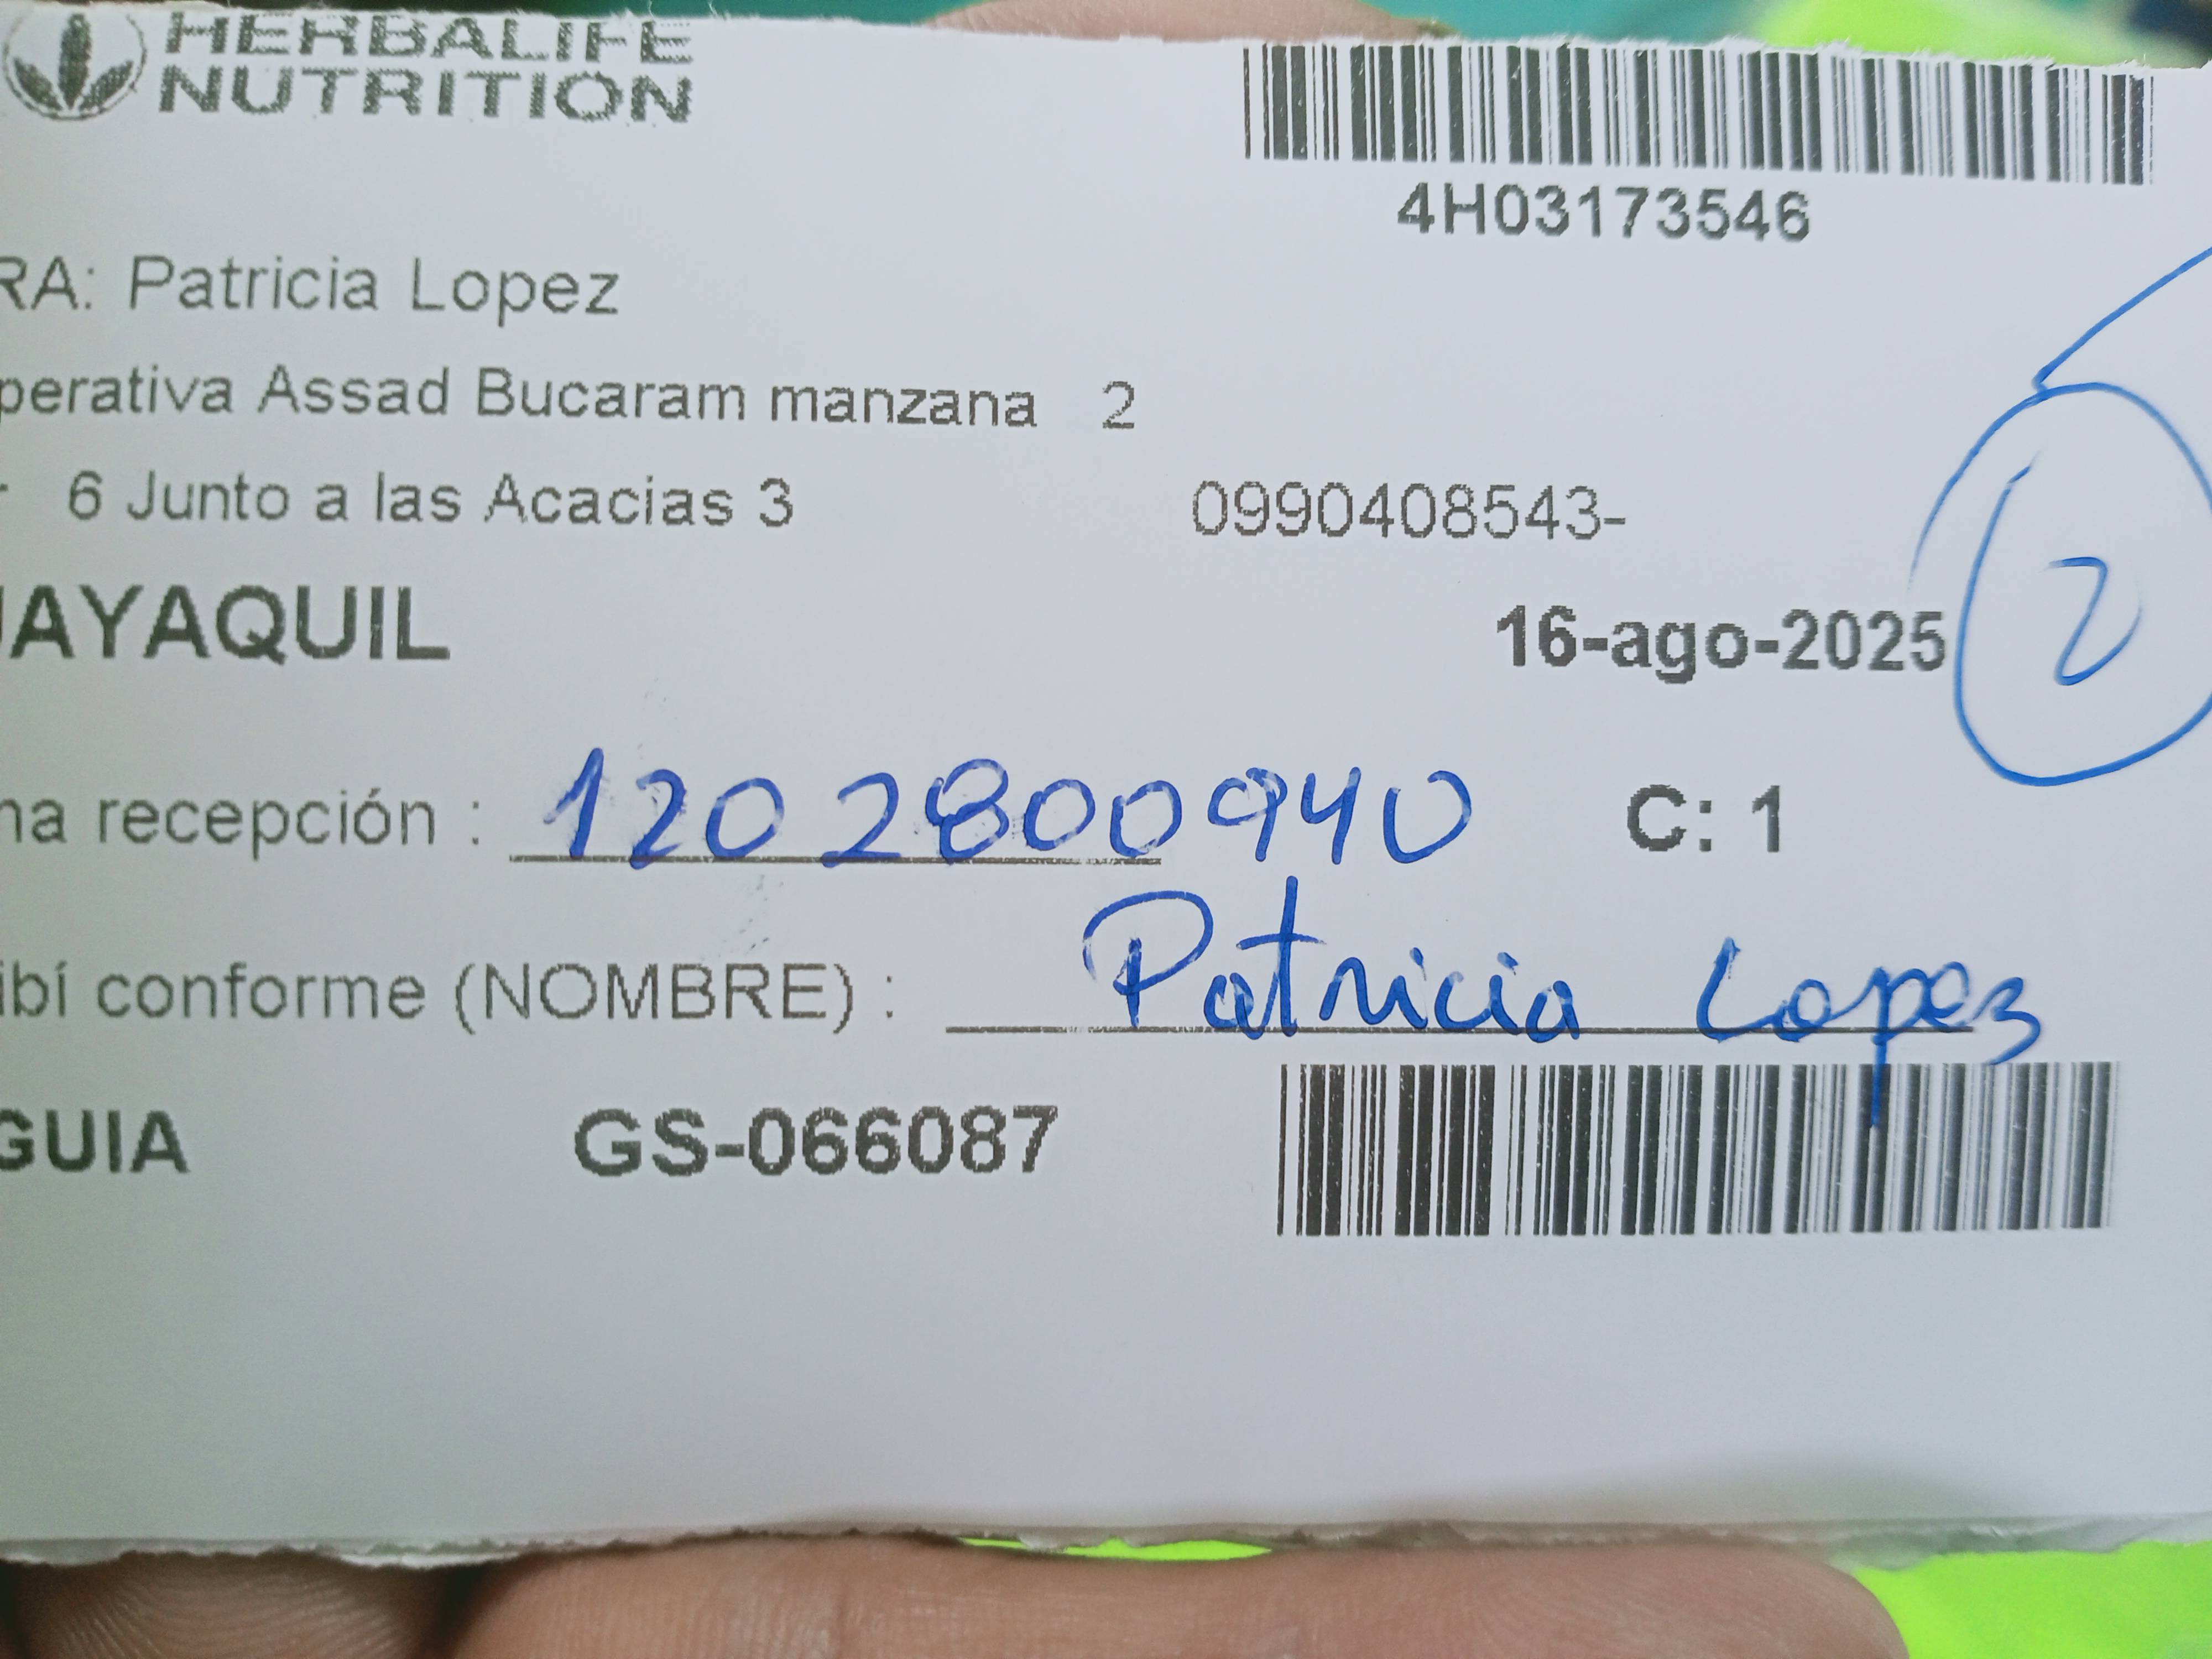 HERBALIFE
NUTRITION
4H03173546
RA: Patricia Lopez
perativa Assad Bucaram manzana 2
6 Junto a las Acacias 3 0990408543-
AYAQUIL 16-ago-2025
2
na recepción : 1202800940 C: 1
ibí conforme (NOMBRE) : Patricia Lopez
GUIA GS-066087